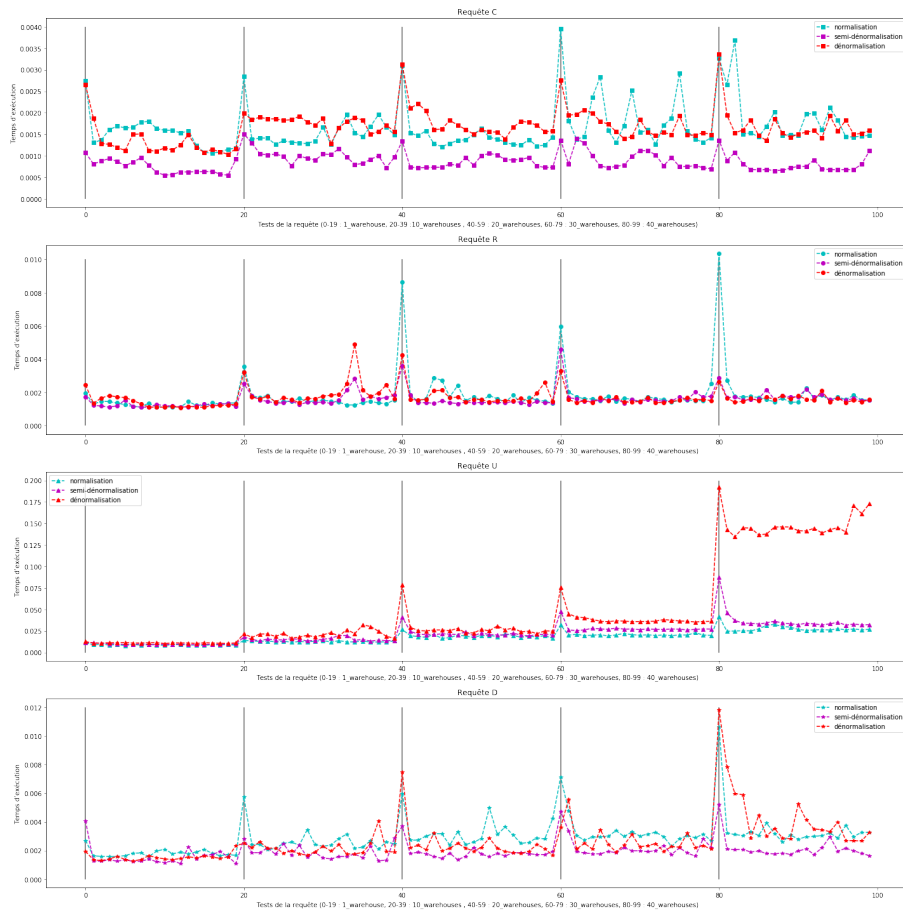 Requête C
Temps d'exécution
0.0040
0.0035
0.0030
0.0025
0.0020
0.0015
0.0010
0.0005
0.0000
normalisation
semi-dénormalisation
dénormalisation
0 20 40 60 80 100
Tests de la requête (0-19 : 1_warehouse, 20-39 :10_warehouses , 40-59 : 20_warehouses, 60-79 : 30_warehouses, 80-99 : 40_warehouses)
Requête R
Temps d'exécution
0.010
0.008
0.006
0.004
0.002
0.000
normalisation
semi-dénormalisation
dénormalisation
0 20 40 60 80 100
Tests de la requête (0-19 : 1_warehouse, 20-39 :10_warehouses , 40-59 : 20_warehouses, 60-79 : 30_warehouses, 80-99 : 40_warehouses)
Requête U
Temps d'exécution
0.200
0.175
0.150
0.125
0.100
0.075
0.050
0.025
0.000
normalisation
semi-dénormalisation
dénormalisation
0 20 40 60 80 100
Tests de la requête (0-19 : 1_warehouse, 20-39 :10_warehouses , 40-59 : 20_warehouses, 60-79 : 30_warehouses, 80-99 : 40_warehouses)
Requête D
Temps d'exécution
0.012
0.010
0.008
0.006
0.004
0.002
0.000
normalisation
semi-dénormalisation
dénormalisation
0 20 40 60 80 100
Tests de la requête (0-19 : 1_warehouse, 20-39 :10_warehouses , 40-59 : 20_warehouses, 60-79 : 30_warehouses, 80-99 : 40_warehouses)